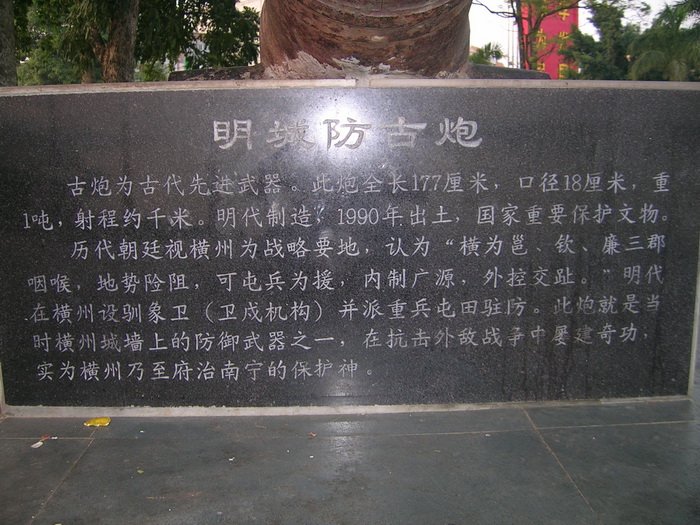 明城防古炮
古炮为古代先进武器。此炮全长177厘米，口径18厘米，重
1吨，射程约千米。明代制造，1990年出土，国家重要保护文物。
历代朝廷视横州为战略要地，认为“横为邕、钦、廉三郡
咽喉，地势险阻，可屯兵为援，内制广源，外控交趾。”明代
在横州设驯象卫（卫戍机构）并派重兵屯田驻防。此炮就是当
时横州城墙上的防御武器之一，在抗击外敌战争中屡建奇功，
实为横州乃至府治南宁的保护神。